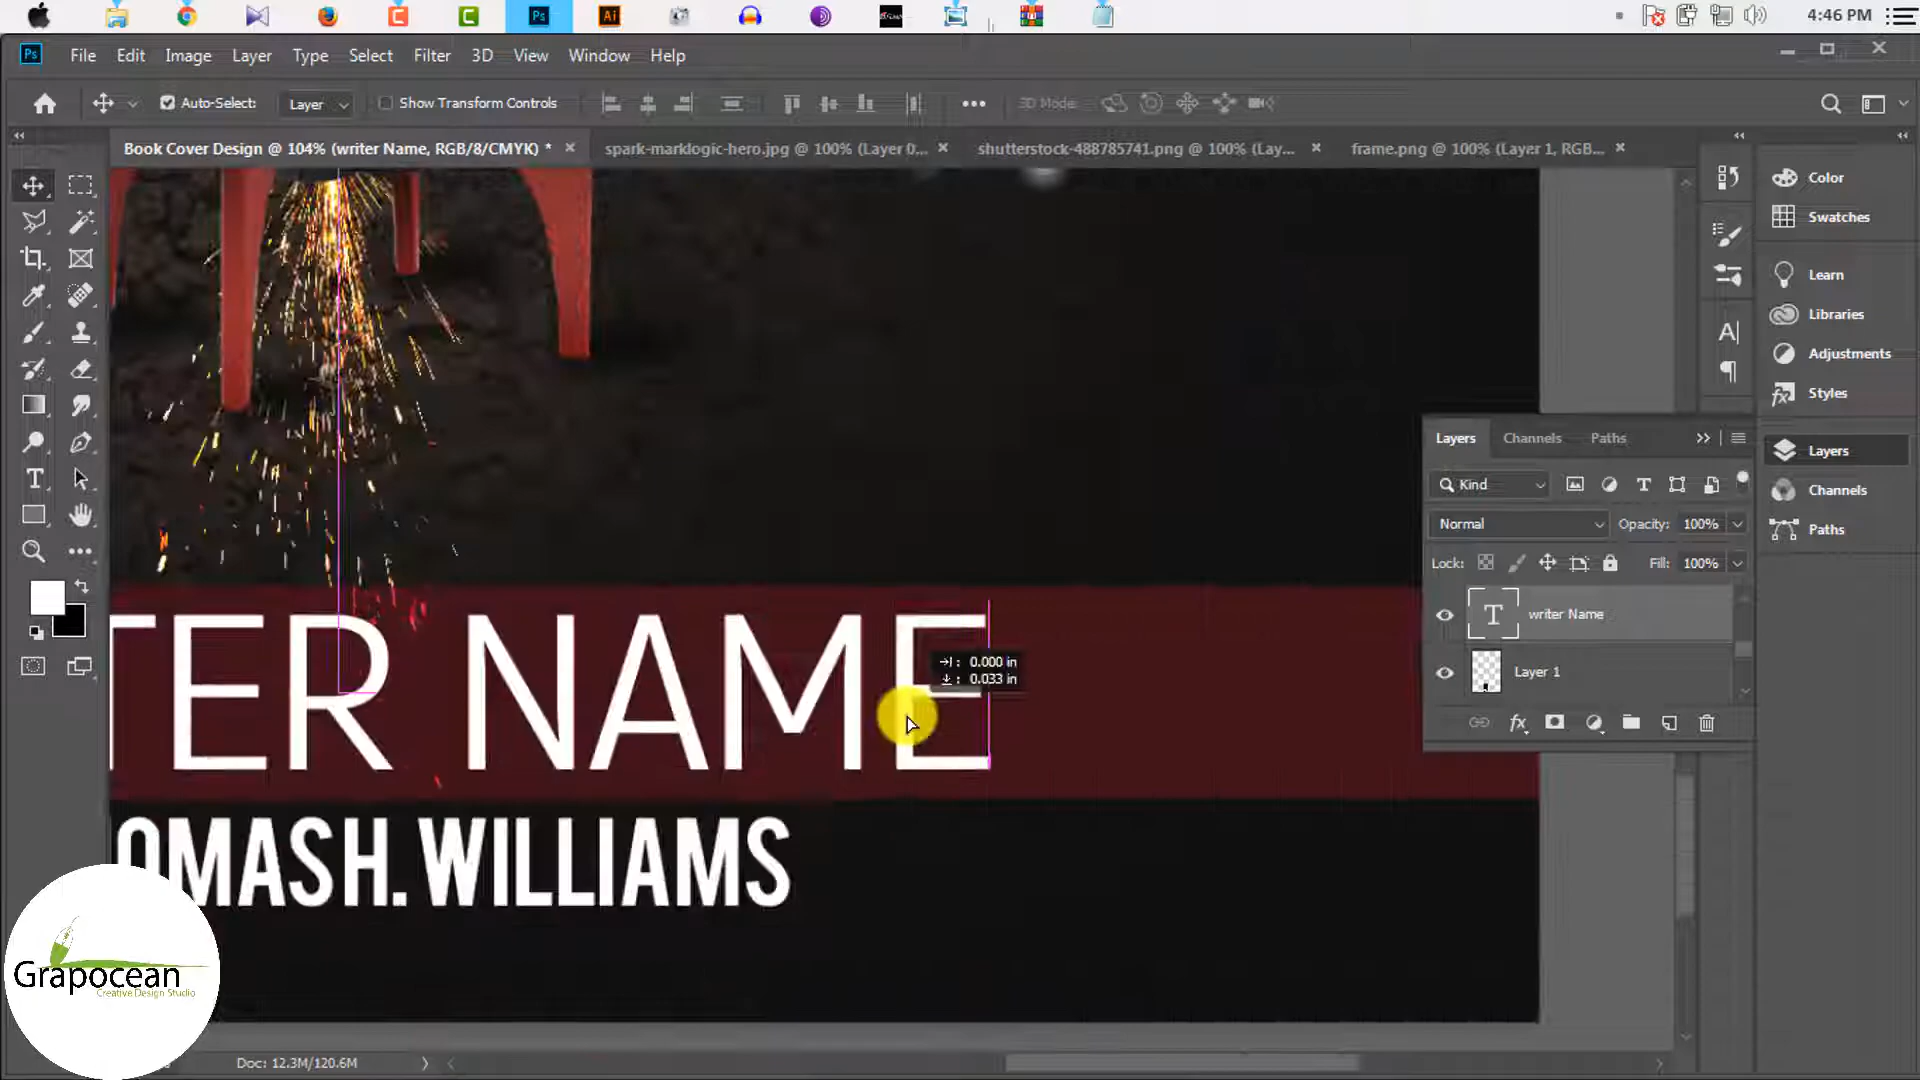 4:46 PM
Ps
Ai
Ps
File Edit Image Layer Type Select Filter 3D View Window Help
Auto-Select: Layer Show Transform Controls 3D Mode:
Book Cover Design @ 104% (writer Name, RGB/8/CMYK) * spark-marklogic-hero.jpg @ 100% (Layer 0,... shutterstock-488785741.png @ 100% (Lay... frame.png @ 100% (Layer 1, RGB...
Color
Swatches
Learn
Libraries
Adjustments
Styles
Layers
Channels
Paths
Layers Channels Paths
Kind
Normal Opacity: 100%
Lock: Fill: 100%
writer Name
Layer 1
TER NAME
0.000 in
0.033 in
OMAS H. WILLIAMS
Grapocean
Creative Design Studio
Doc: 12.3M/120.6M